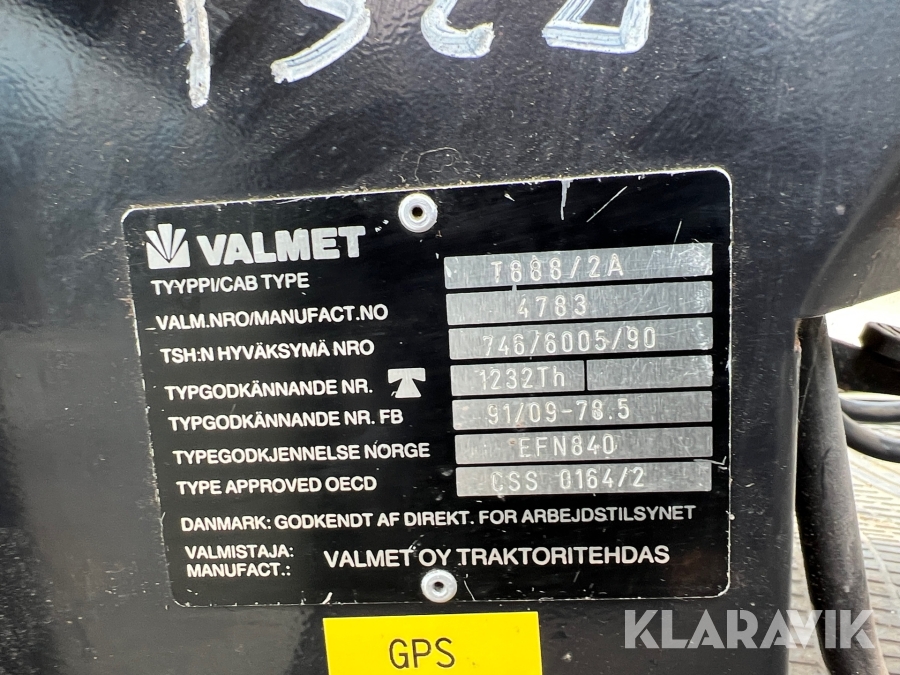 VALMET
TYYPPI/CAB TYPE T888/2A
VALM.NRO/MANUFACT.NO 4783
TSH:N HYVÄKSYMÄ NRO 746/6005/90
TYPGODKÄNNANDE NR. 1232Th
TYPGODKÄNNANDE NR. FB 91/09-78.5
TYPEGODKJENNELSE NORGE EFN840
TYPE APPROVED OECD CSS 0164/2
DANMARK: GODKENDT AF DIREKT. FOR ARBEJDSTILSYNET
VALMISTAJA:
MANUFACT.: VALMET OY TRAKTORITEHDAS
GPS
KLARAVIK